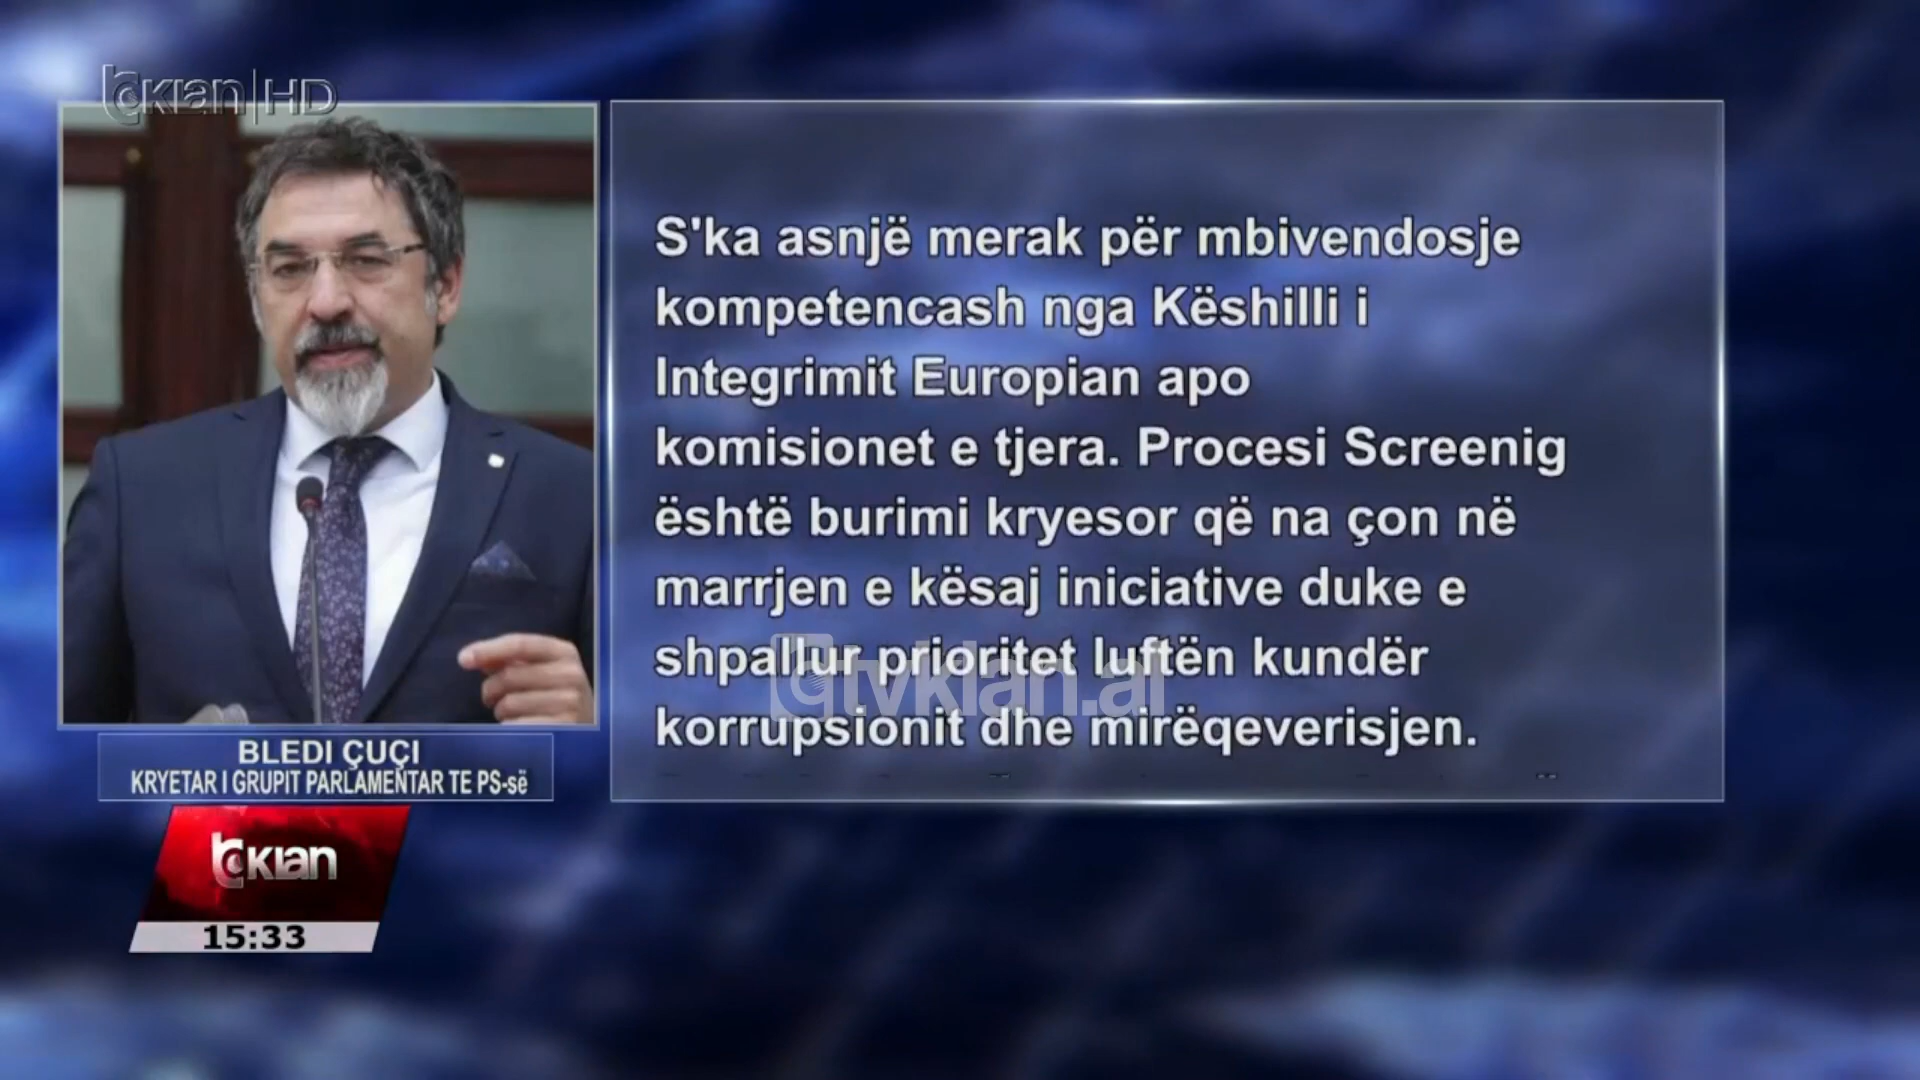 tvklan|HD
S'ka asnjë merak për mbivendosje
kompetencash nga Këshilli i
Integrimit Europian apo
komisionet e tjera. Procesi Screenig
është burimi kryesor që na çon në
marrjen e kësaj iniciative duke e
shpallur prioritet luftën kundër
korrupsionit dhe mirëqeverisjen.
tvklan.al
BLEDI ÇUÇI
KRYETAR I GRUPIT PARLAMENTAR TE PS-së
tvklan
15:33